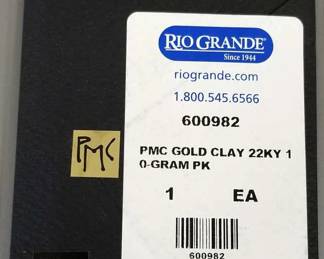 RIO GRANDE®
Since 1944
riogrande.com
1.800.545.6566
600982
PMC
PMC GOLD CLAY 22KY 1
0-GRAM PK
1 EA
600982